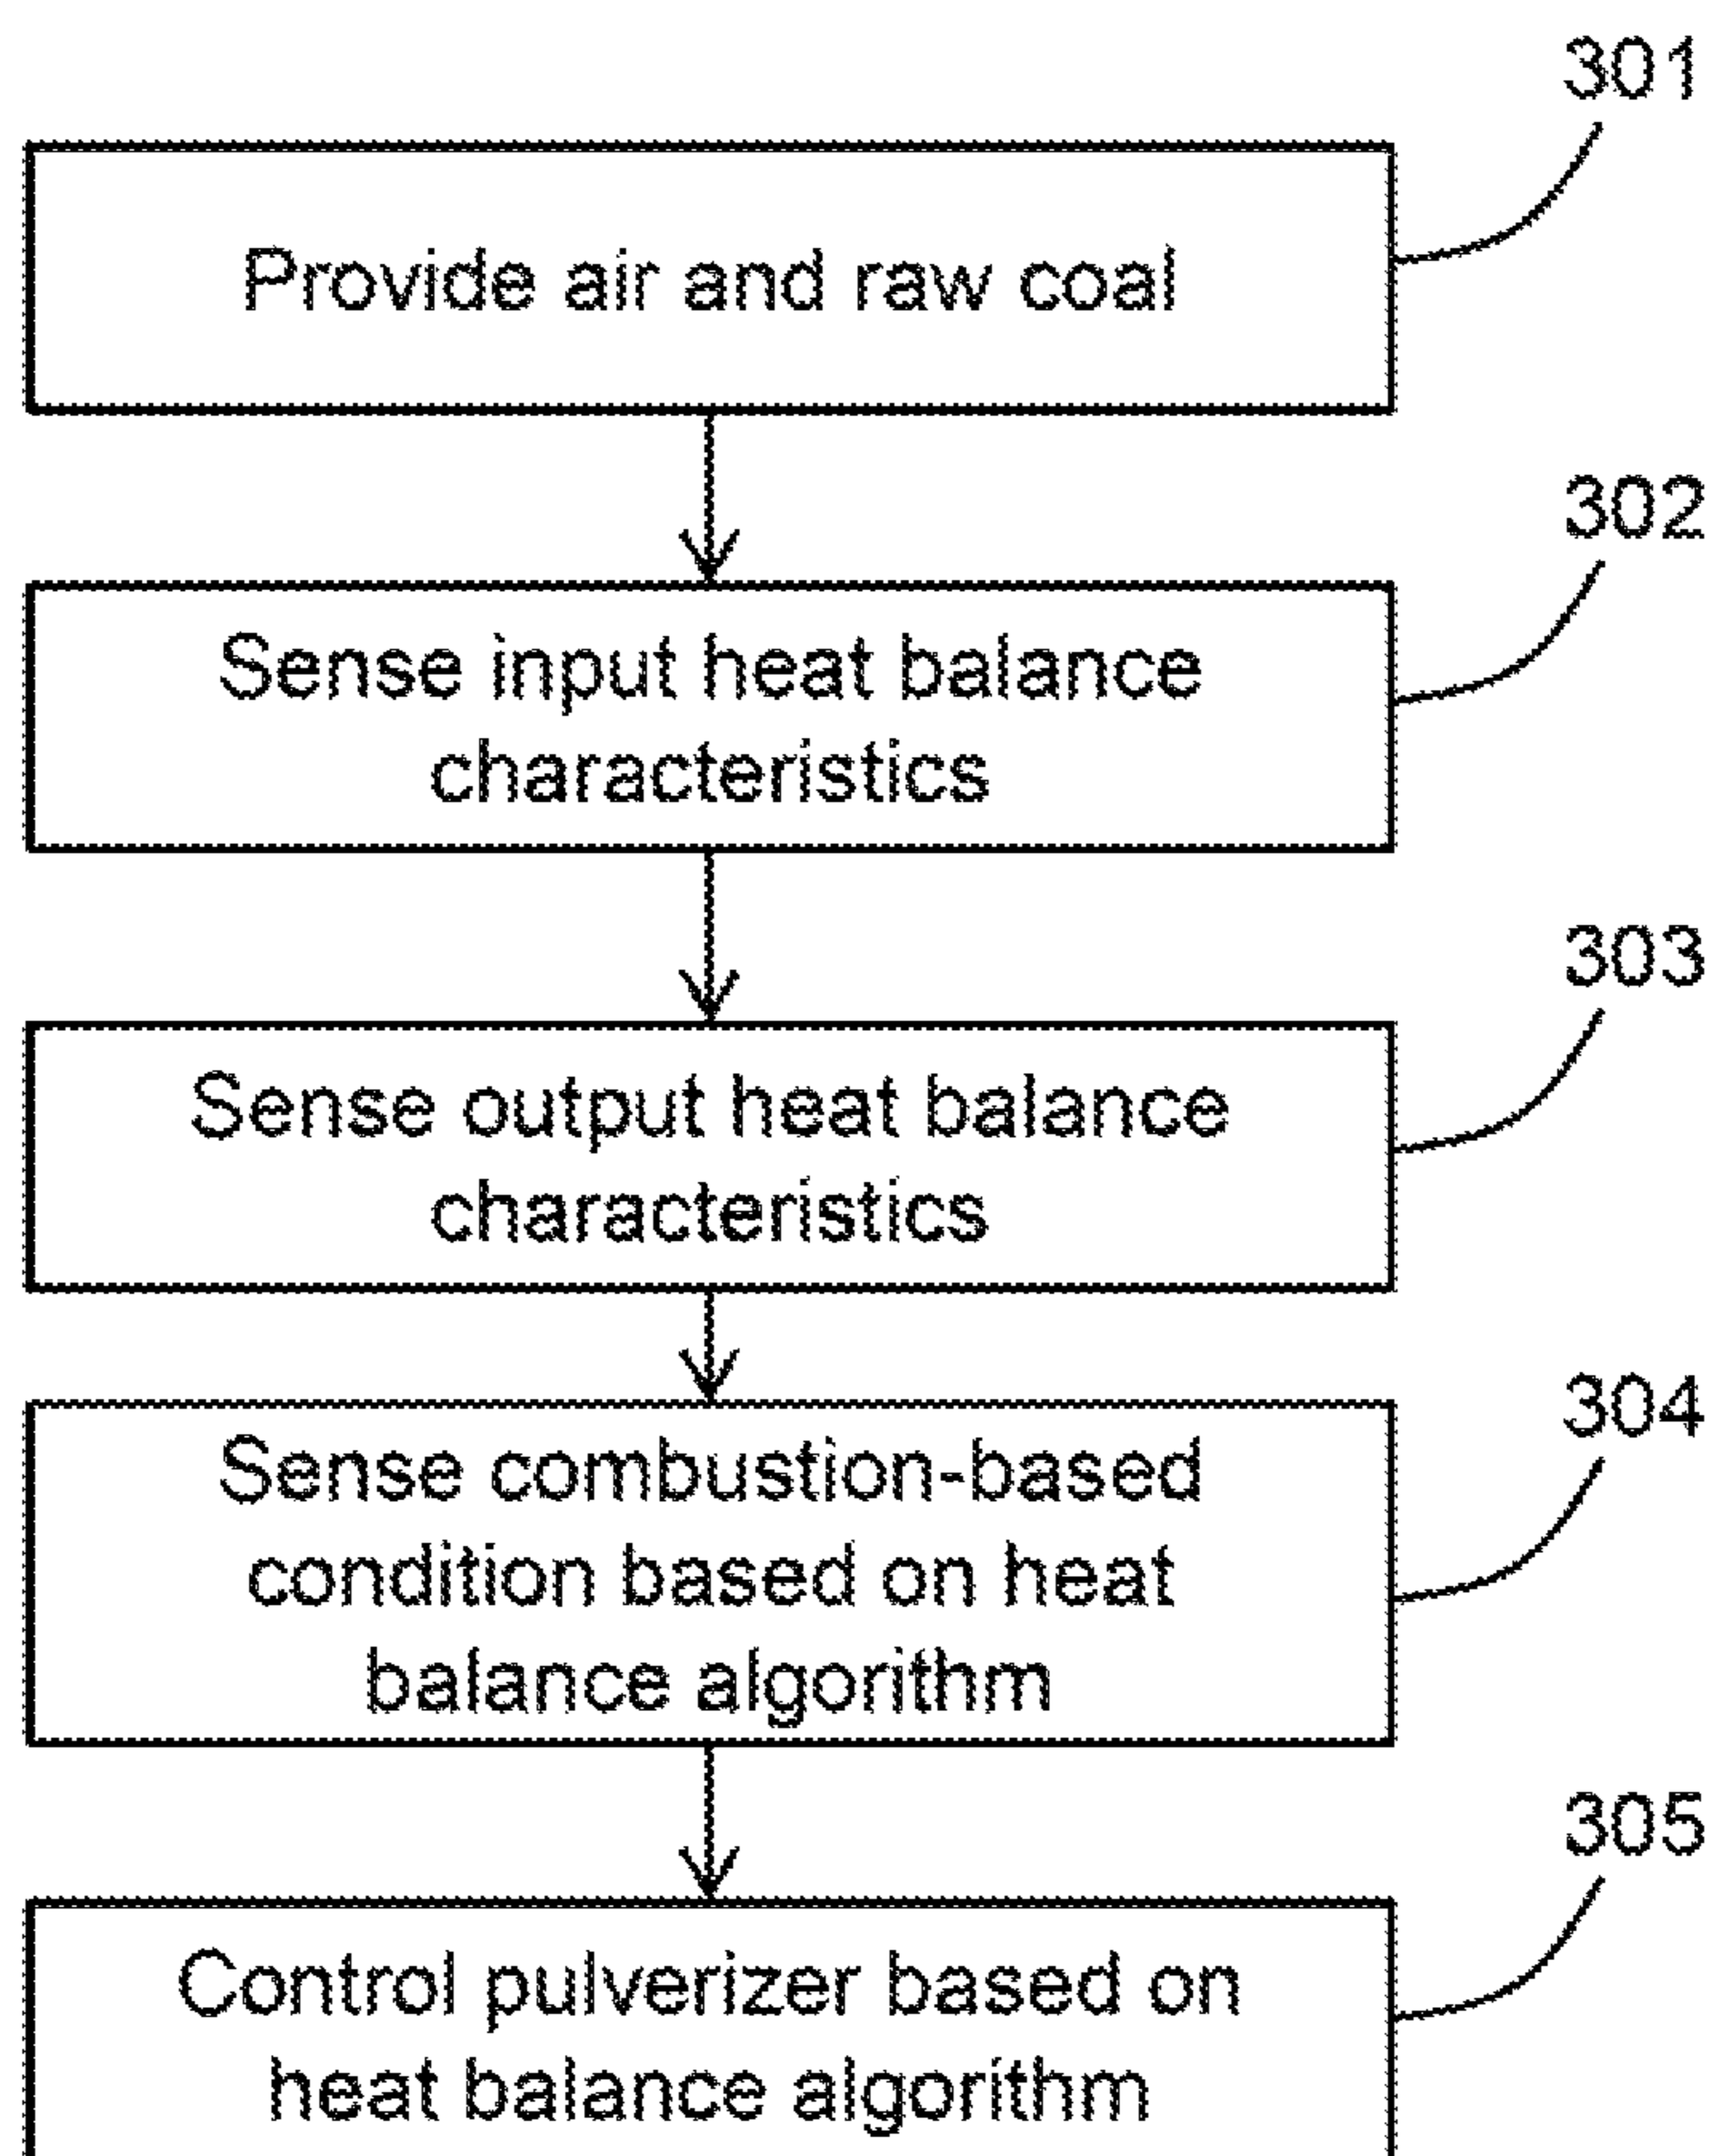 301
Provide air and raw coal
302
Sense input heat balance
characteristics
303
Sense output heat balance
characteristics
304
Sense combustion-based
condition based on heat
balance algorithm
305
Control pulverizer based on
heat balance algorithm